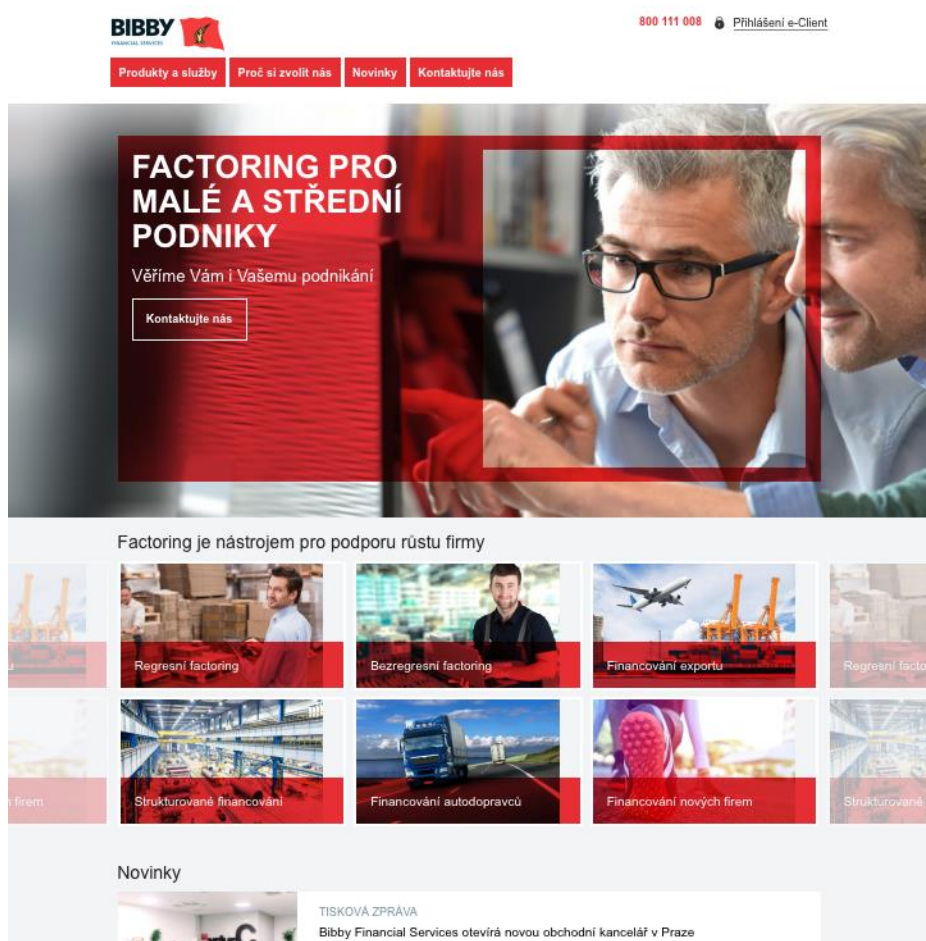 BIBBY
FINANCIAL SERVICES
800 111 008
Přihlášení e-Client
Produkty a služby
Proč si zvolit nás
Novinky
Kontaktujte nás
FACTORING PRO
MALÉ A STŘEDNÍ
PODNIKY
Věříme Vám i Vašemu podnikání
Kontaktujte nás
Factoring je nástrojem pro podporu růstu firmy
Regresní factoring
Bezregresní factoring
Financování exportu
Regresní facto
firem
Strukturované financování
Financování autodopravců
Financování nových firem
Strukturované
Novinky
TISKOVÁ ZPRÁVA
Bibby Financial Services otevírá novou obchodní kancelář v Praze